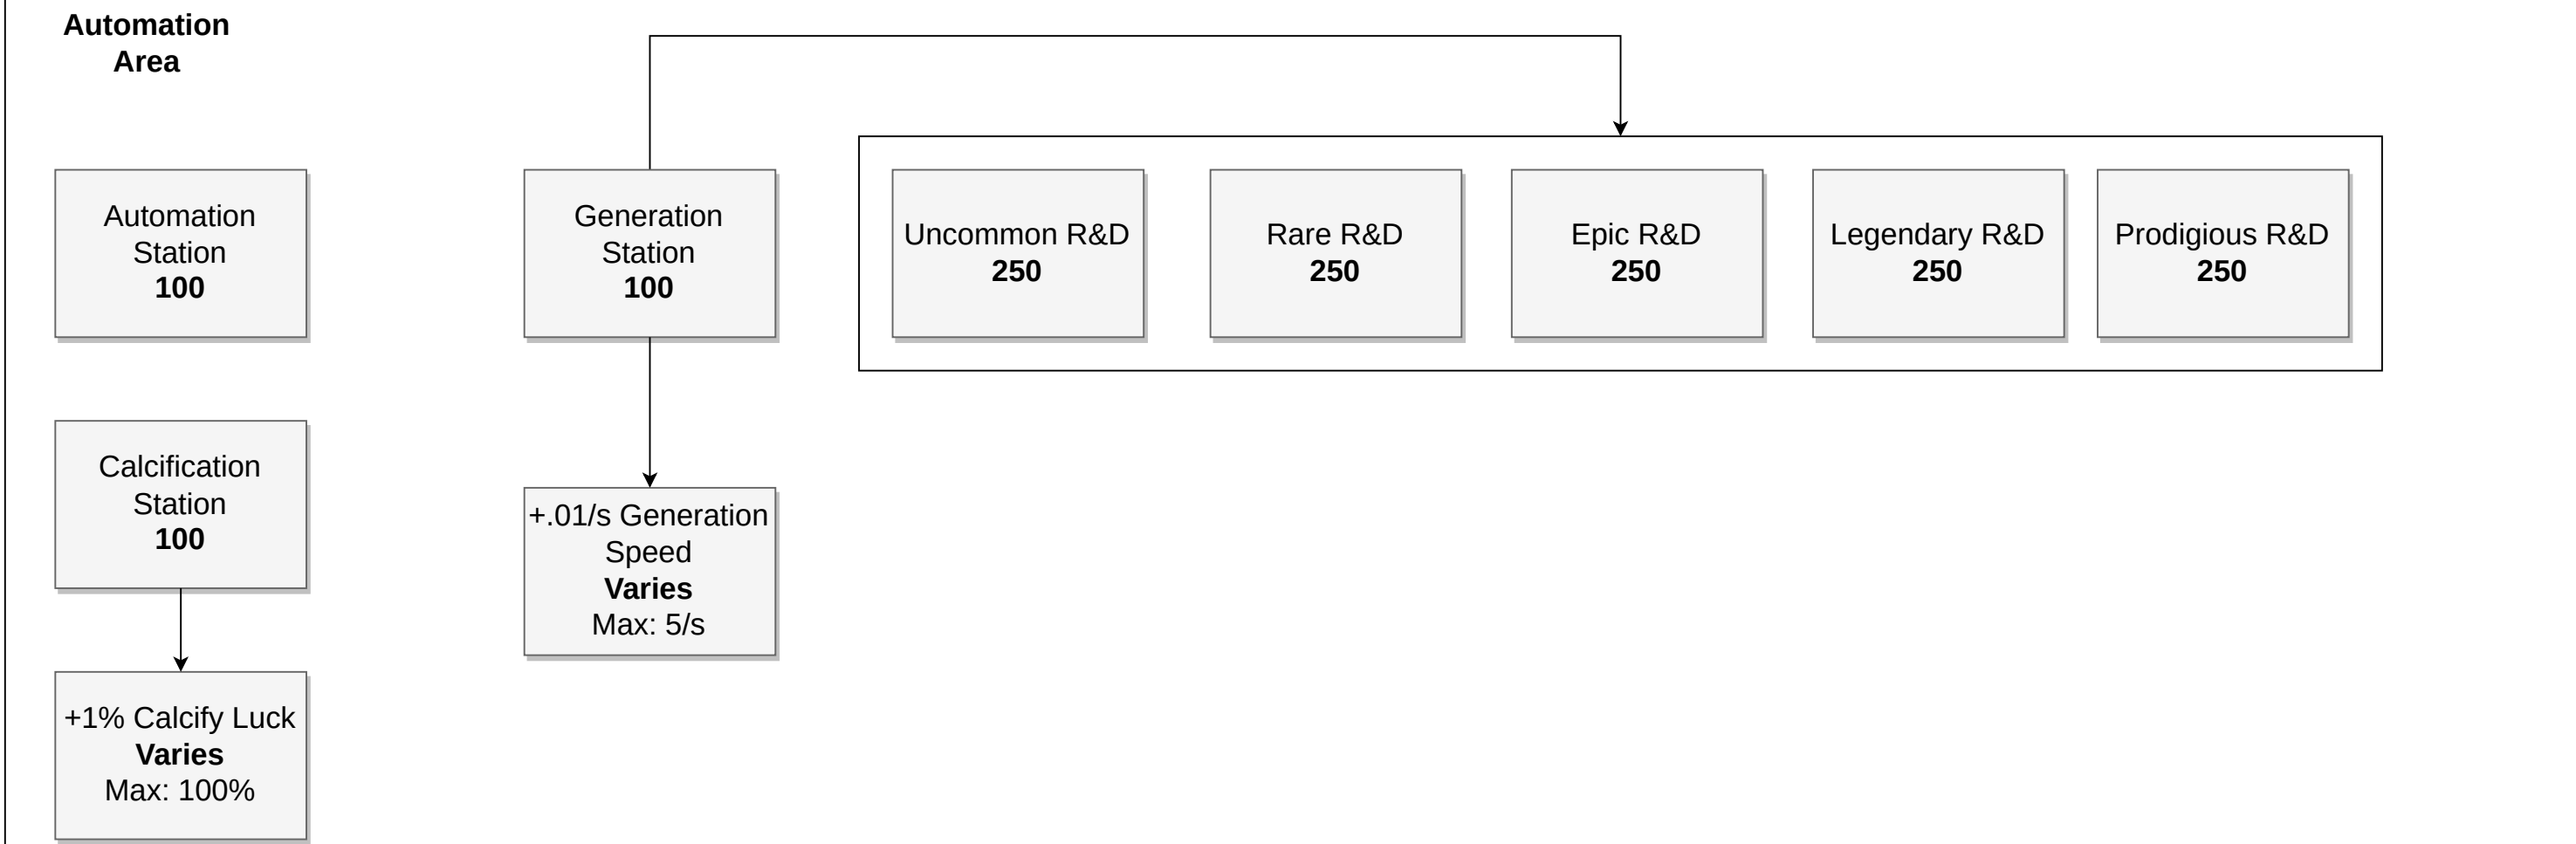 Automation
Area
Automation
Station
100
Generation
Station
100
Uncommon R&D
250
Rare R&D
250
Epic R&D
250
Legendary R&D
250
Prodigious R&D
250
Calcification
Station
100
+.01/s Generation
Speed
Varies
Max: 5/s
+1% Calcify Luck
Varies
Max: 100%